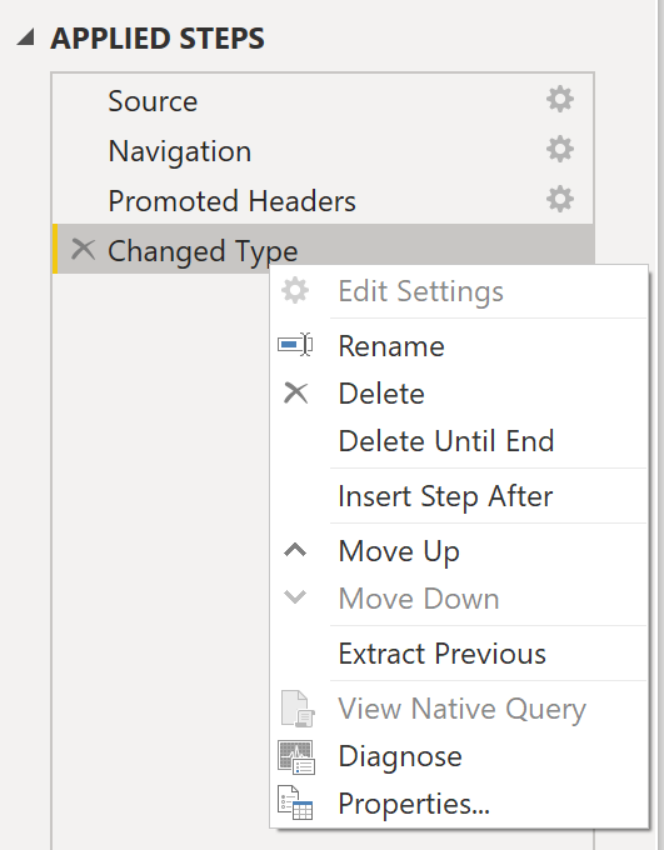 APPLIED STEPS
Source
Navigation
Promoted Headers
Changed Type
Edit Settings
Rename
Delete
Delete Until End
Insert Step After
Move Up
Move Down
Extract Previous
View Native Query
Diagnose
Properties...